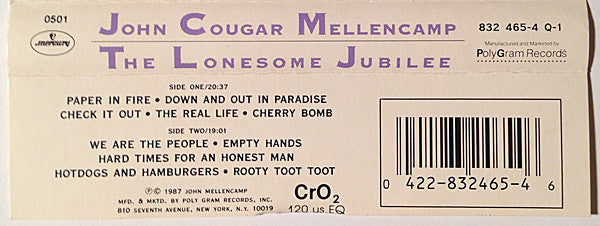 0501
mercury
JOHN COUGAR MELLENCAMP
THE LONESOME JUBILEE
832 465-4 Q-1
Manufactured and Marketed by
PolyGram Records
SIDE ONE/20:37
PAPER IN FIRE • DOWN AND OUT IN PARADISE
CHECK IT OUT • THE REAL LIFE • CHERRY BOMB
SIDE TWO/19:01
WE ARE THE PEOPLE • EMPTY HANDS
HARD TIMES FOR AN HONEST MAN
HOTDOGS AND HAMBURGERS • ROOTY TOOT TOOT
Ⓟ© 1987 JOHN MELLENCAMP
MFD. & MKTD. BY POLY GRAM RECORDS, INC.
810 SEVENTH AVENUE, NEW YORK, N.Y. 10019
CrO₂
120 us EQ
0 422-832465-4 6